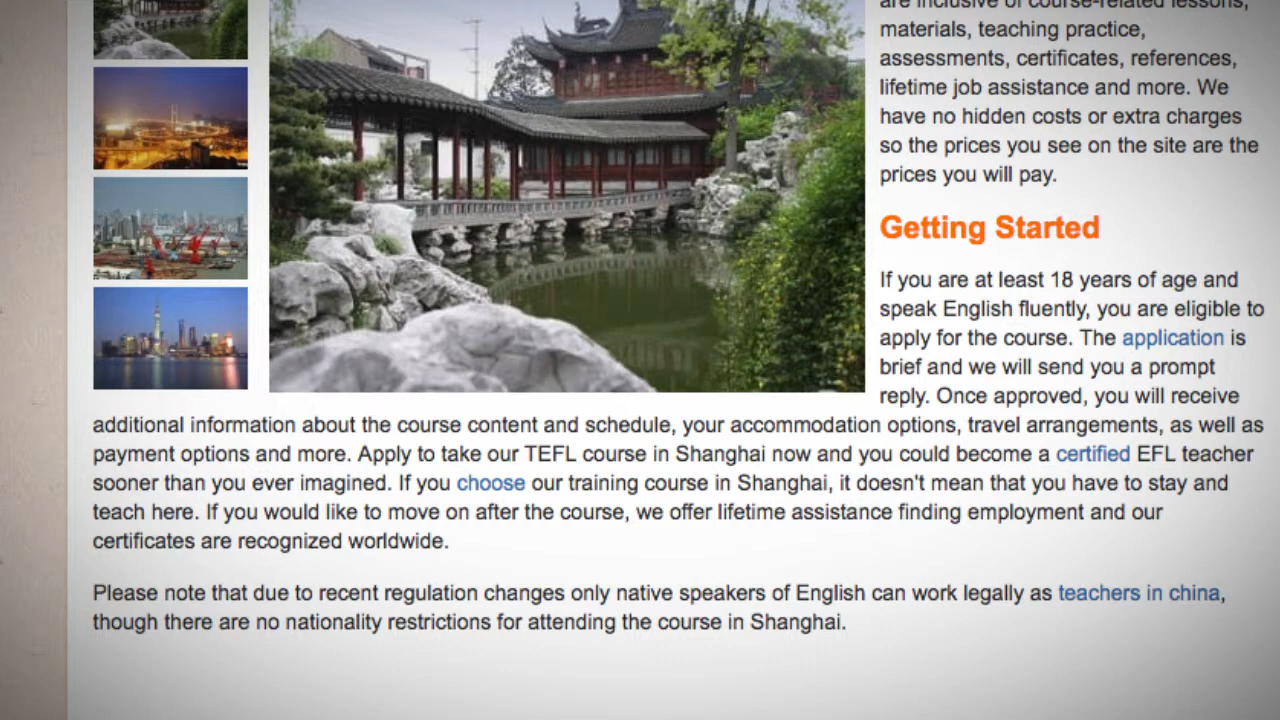 are inclusive of course-related lessons,
materials, teaching practice,
assessments, certificates, references,
lifetime job assistance and more. We
have no hidden costs or extra charges
so the prices you see on the site are the
prices you will pay.
Getting Started
If you are at least 18 years of age and
speak English fluently, you are eligible to
apply for the course. The application is
brief and we will send you a prompt
reply. Once approved, you will receive
additional information about the course content and schedule, your accommodation options, travel arrangements, as well as
payment options and more. Apply to take our TEFL course in Shanghai now and you could become a certified EFL teacher
sooner than you ever imagined. If you choose our training course in Shanghai, it doesn't mean that you have to stay and
teach here. If you would like to move on after the course, we offer lifetime assistance finding employment and our
certificates are recognized worldwide.
Please note that due to recent regulation changes only native speakers of English can work legally as teachers in china,
though there are no nationality restrictions for attending the course in Shanghai.